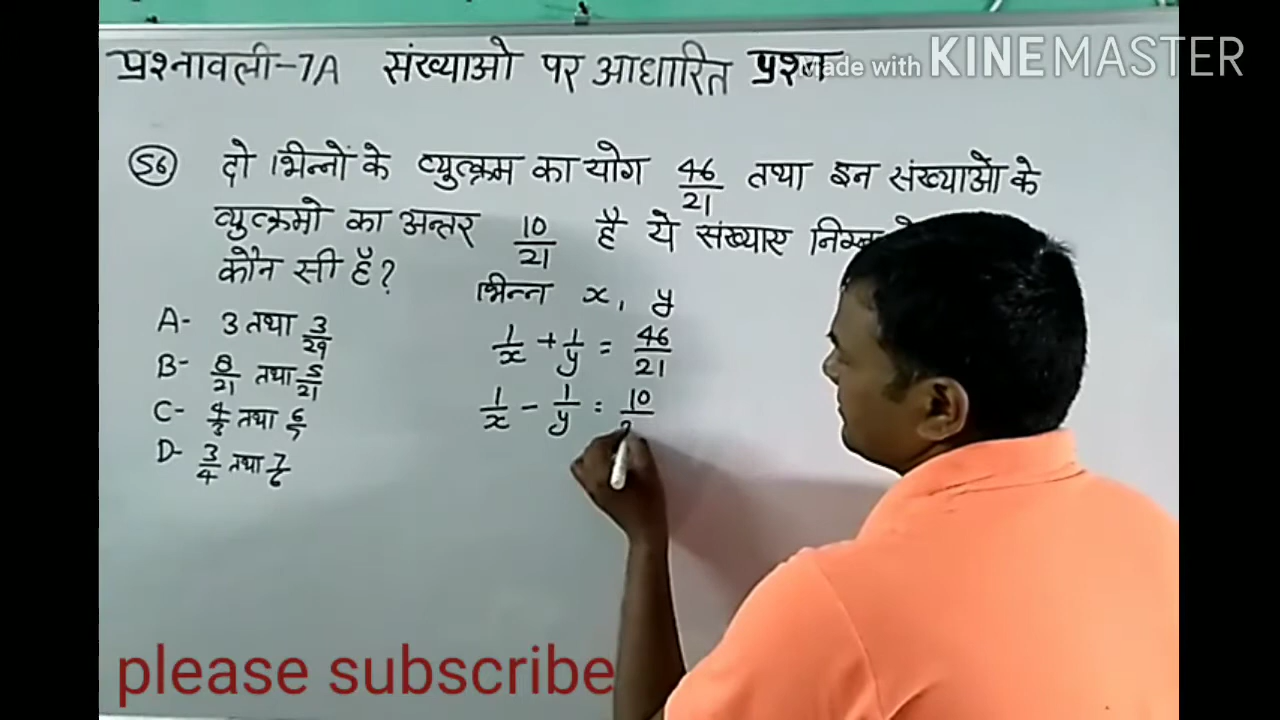 प्रश्नावली-7A संख्याओ पर आधारित प्रश्न
Made with KINEMASTER
56 दो भिन्नों के व्युत्क्रम का योग 46/21 तथा इन संख्याओं के
व्युत्क्रमो का अन्तर 10/21 है ये संख्याए
कौन सी हैं?
भिन्न x, y
A- 3 तथा 3/29
1/x + 1/y = 46/21
B- 8/21 तथा 5/21
1/x - 1/y = 10/
C- 4/3 तथा 6/7
D- 3/4 तथा 7/6
please subscribe